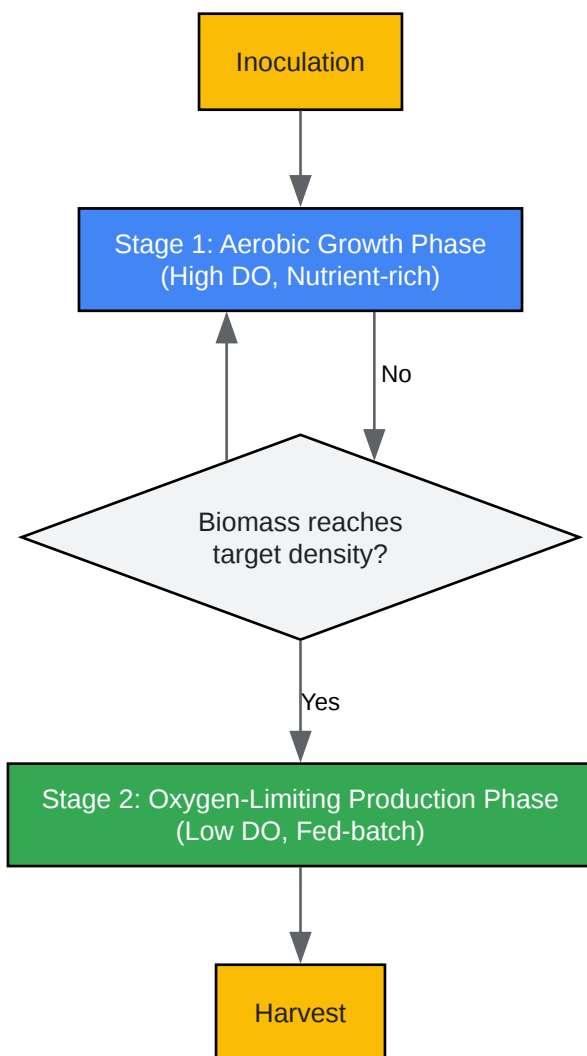 Inoculation
Stage 1: Aerobic Growth Phase
(High DO, Nutrient-rich)
No
Biomass reaches
target density?
Yes
Stage 2: Oxygen-Limiting Production Phase
(Low DO, Fed-batch)
Harvest